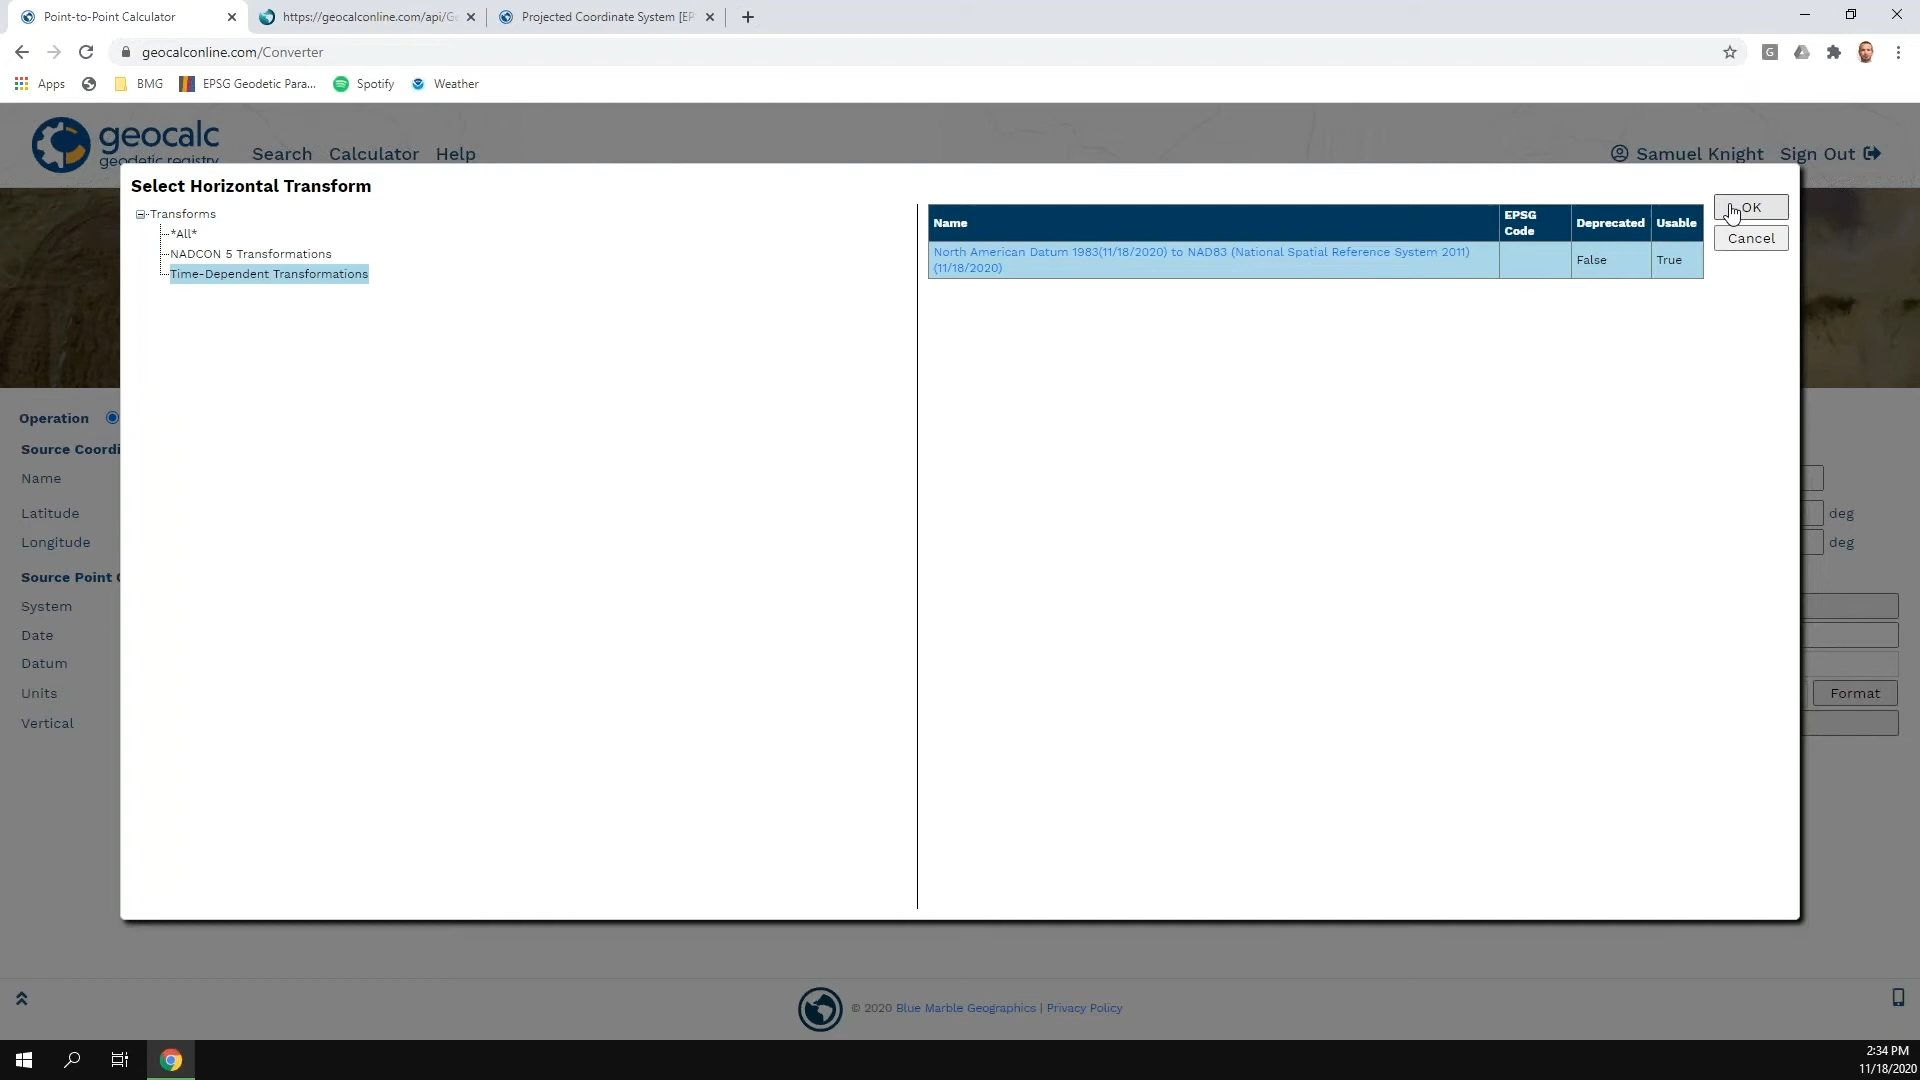 Point-to-Point Calculator
https://geocalconline.com/api/Ge
Projected Coordinate System [EP
geocalconline.com/Converter
G
Apps
BMG
EPSG Geodetic Para...
Spotify
Weather
geocalc
geodetic registry
Search
Calculator
Help
Samuel Knight
Sign Out
Select Horizontal Transform
Transforms
*All*
NADCON 5 Transformations
Time-Dependent Transformations
Name
EPSG
Code
Deprecated
Usable
North American Datum 1983(11/18/2020) to NAD83 (National Spatial Reference System 2011)
(11/18/2020)
False
True
OK
Cancel
Operation
Source Coordi
Name
Latitude
deg
Longitude
deg
Source Point
System
Date
Datum
Units
Format
Vertical
© 2020 Blue Marble Geographics | Privacy Policy
2:34 PM
11/18/2020